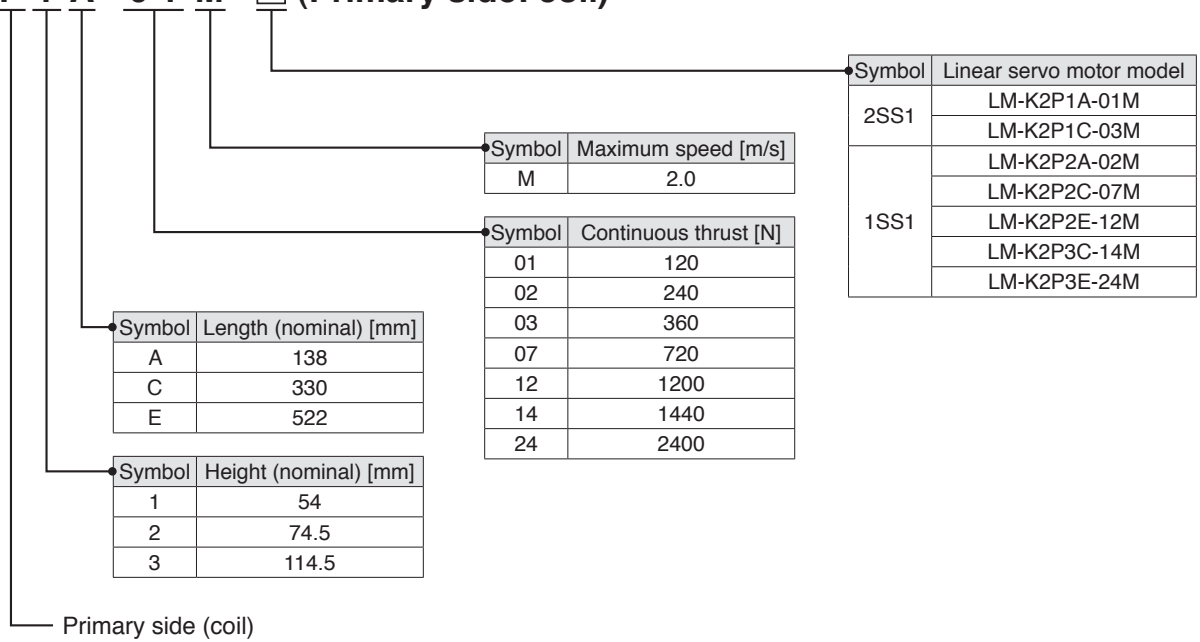 (Primary side: coil)
Symbol Linear servo motor model
2SS1 LM-K2P1A-01M
LM-K2P1C-03M
1SS1 LM-K2P2A-02M
LM-K2P2C-07M
LM-K2P2E-12M
LM-K2P3C-14M
LM-K2P3E-24M
Symbol Maximum speed [m/s]
M 2.0
Symbol Continuous thrust [N]
01 120
02 240
03 360
07 720
12 1200
14 1440
24 2400
Symbol Length (nominal) [mm]
A 138
C 330
E 522
Symbol Height (nominal) [mm]
1 54
2 74.5
3 114.5
Primary side (coil)